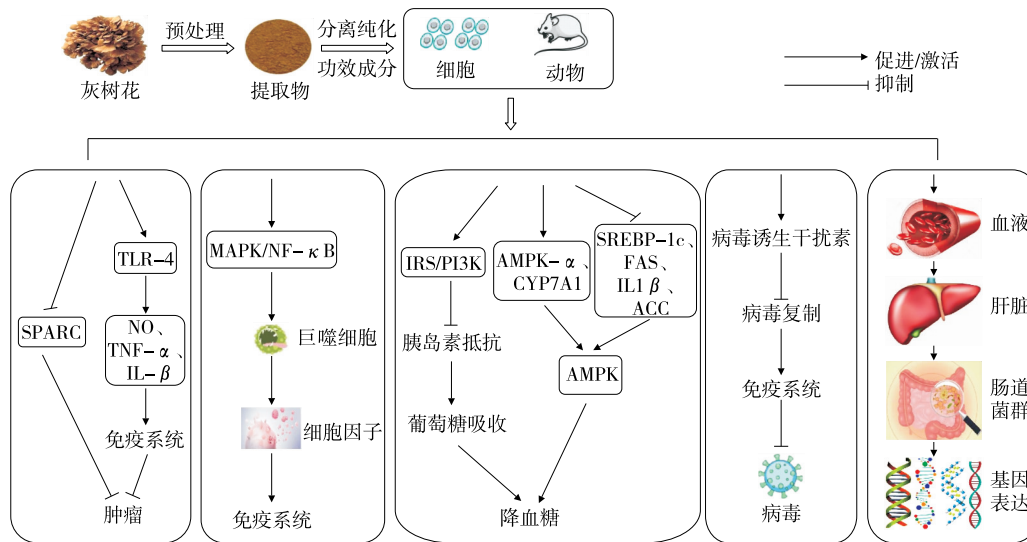 预处理
分离纯化
功效成分
灰树花
提取物
细胞
动物
促进/激活
抑制
TLR-4
SPARC
NO、
TNF-α、
IL-β
免疫系统
肿瘤
MAPK/NF-κB
巨噬细胞
细胞因子
免疫系统
IRS/PI3K
AMPK-α、
CYP7A1
SREBP-1c、
FAS、
IL1β、
ACC
胰岛素抵抗
AMPK
葡萄糖吸收
降血糖
病毒诱生干扰素
病毒复制
免疫系统
病毒
血液
肝脏
肠道
菌群
基因
表达